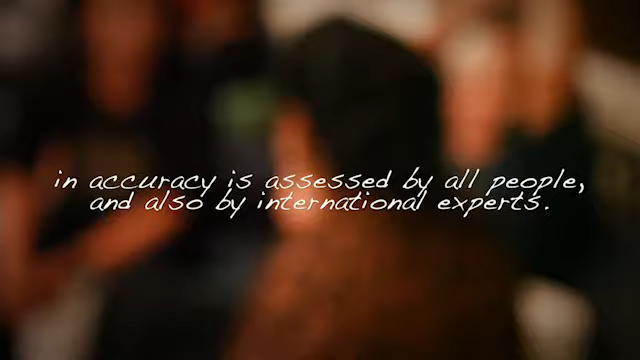 in accuracy is assessed by all people,
and also by international experts.